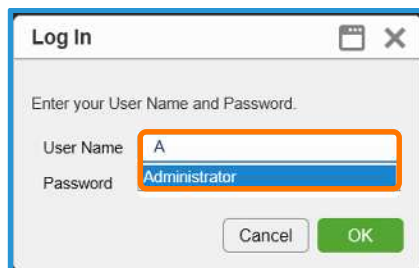 Log In
Enter your User Name and Password.
User Name A
Administrator
Password
Cancel OK